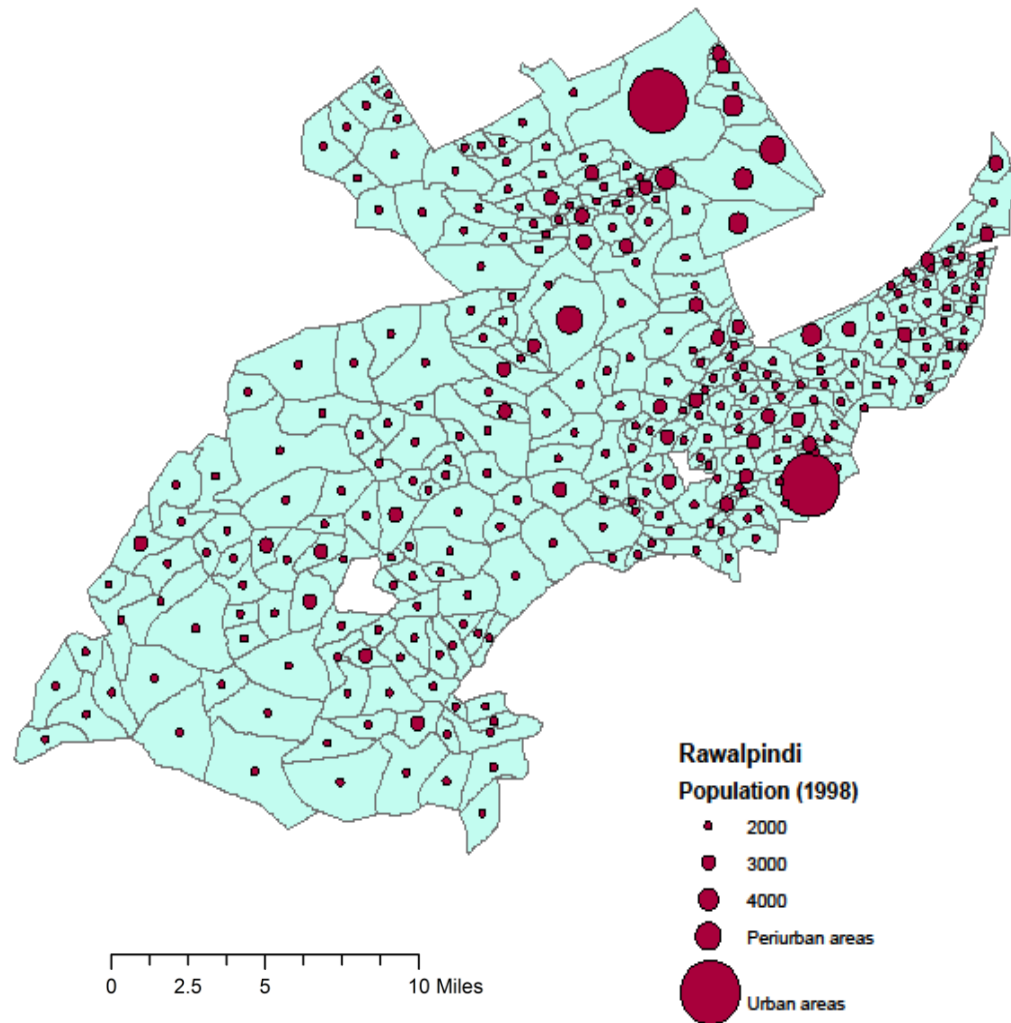 Rawalpindi
Population (1998)
2000
3000
4000
Periurban areas
Urban areas
0 2.5 5 10 Miles